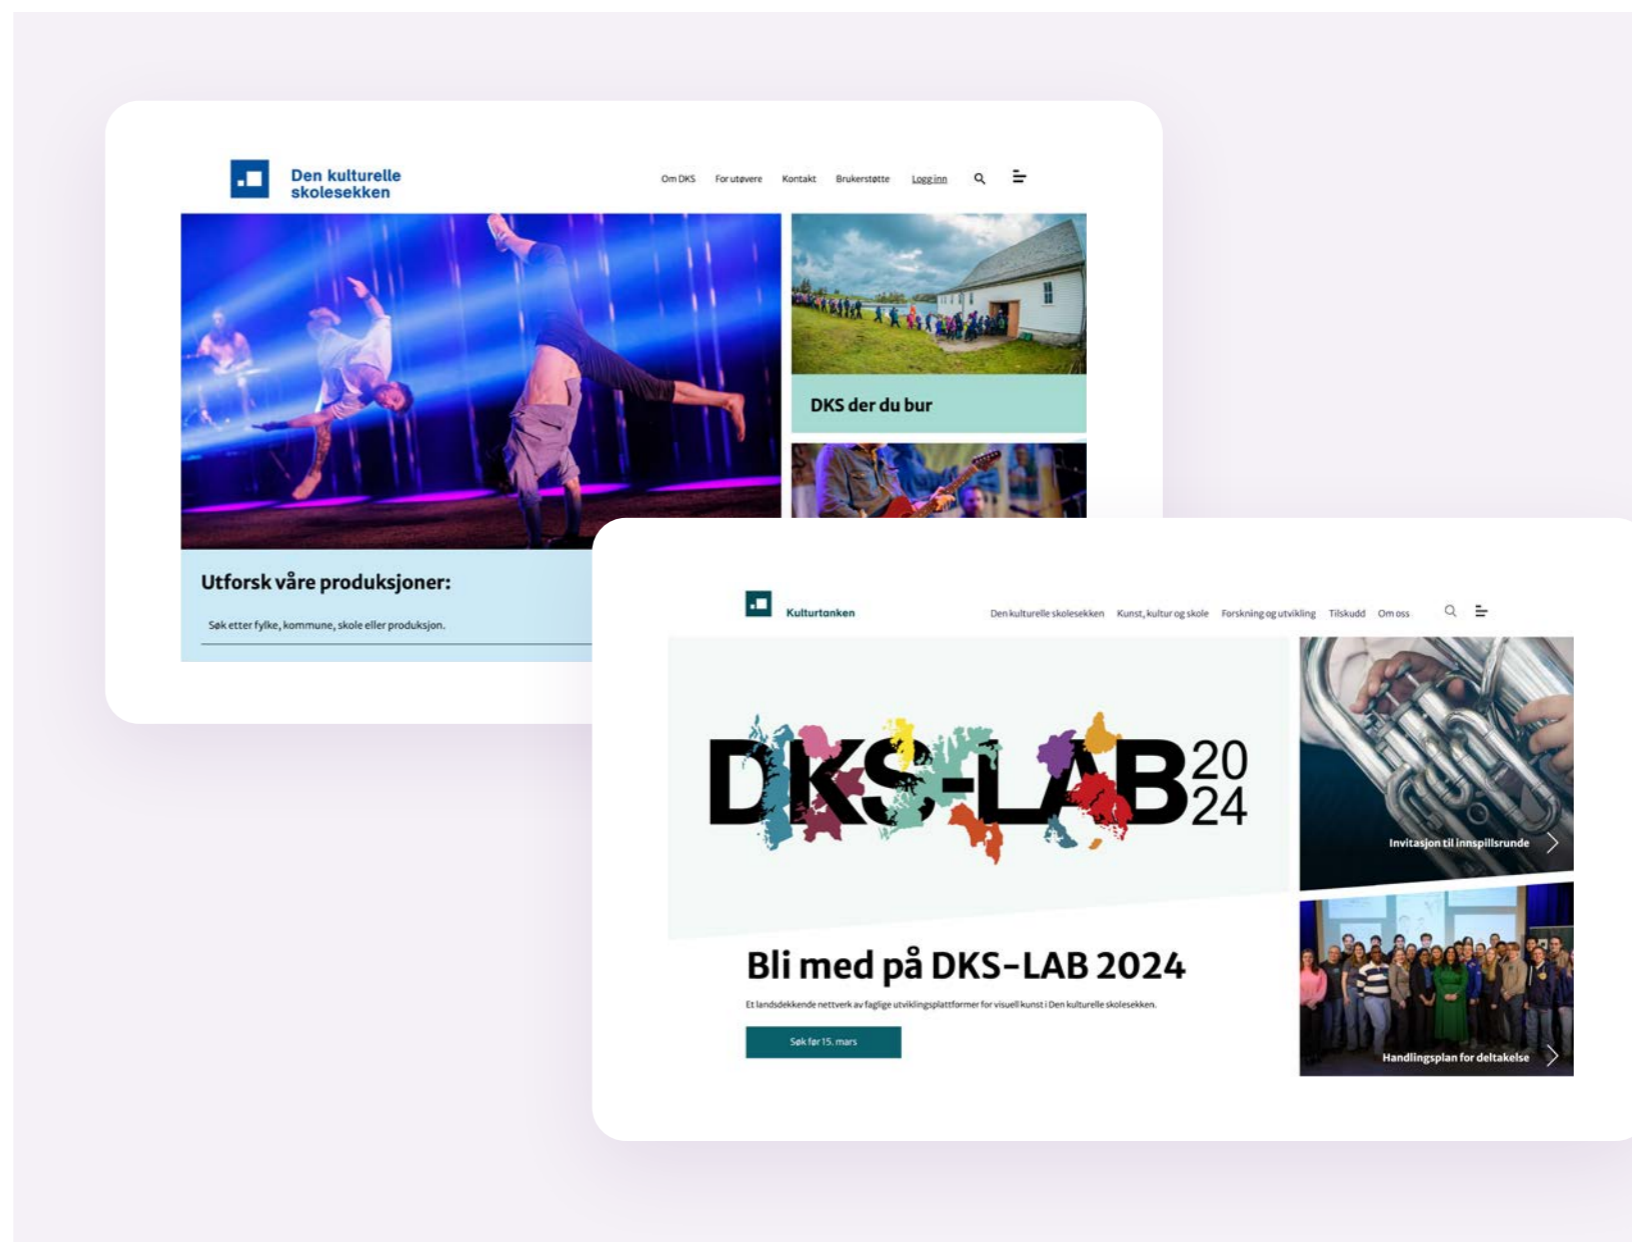 Den kulturelle
skolesekken
Om DKS For utøvere Kontakt Brukerstøtte Logg inn
DKS der du bur
Utforsk våre produksjoner:
Søk etter fylke, kommune, skole eller produksjon.
Kulturtanken
Den kulturelle skolesekken Kunst, kultur og skole Forskning og utvikling Tilskudd Om oss
DKS-LAB 20
24
Invitasjon til innspillsrunde
Bli med på DKS-LAB 2024
Et landsdekkende nettverk av faglige utviklingsplattformer for visuell kunst i Den kulturelle skolesekken.
Søk før 15. mars
Handlingsplan for deltakelse